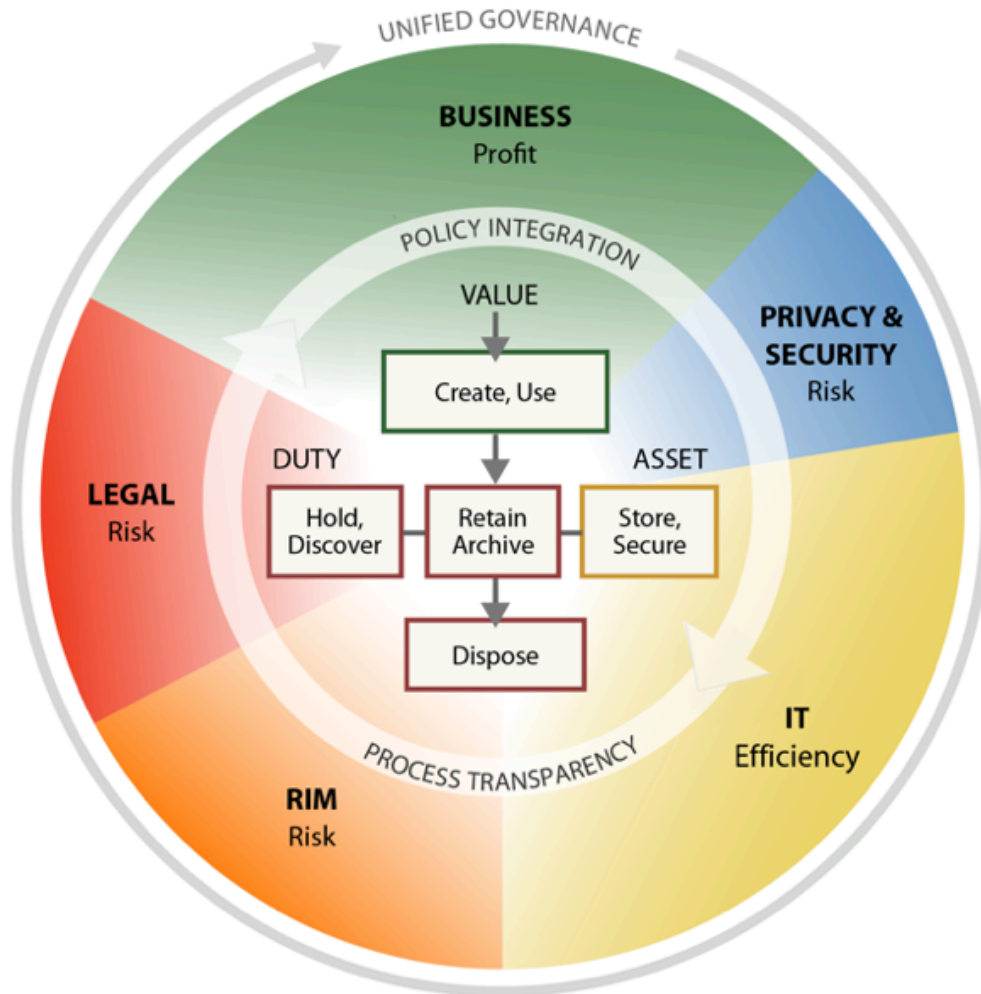 UNIFIED GOVERNANCE
BUSINESS
Profit
POLICY INTEGRATION
VALUE
PRIVACY &
SECURITY
Risk
Create, Use
DUTY
ASSET
LEGAL
Risk
Hold,
Discover
Retain
Archive
Store,
Secure
Dispose
IT
Efficiency
PROCESS TRANSPARENCY
RIM
Risk